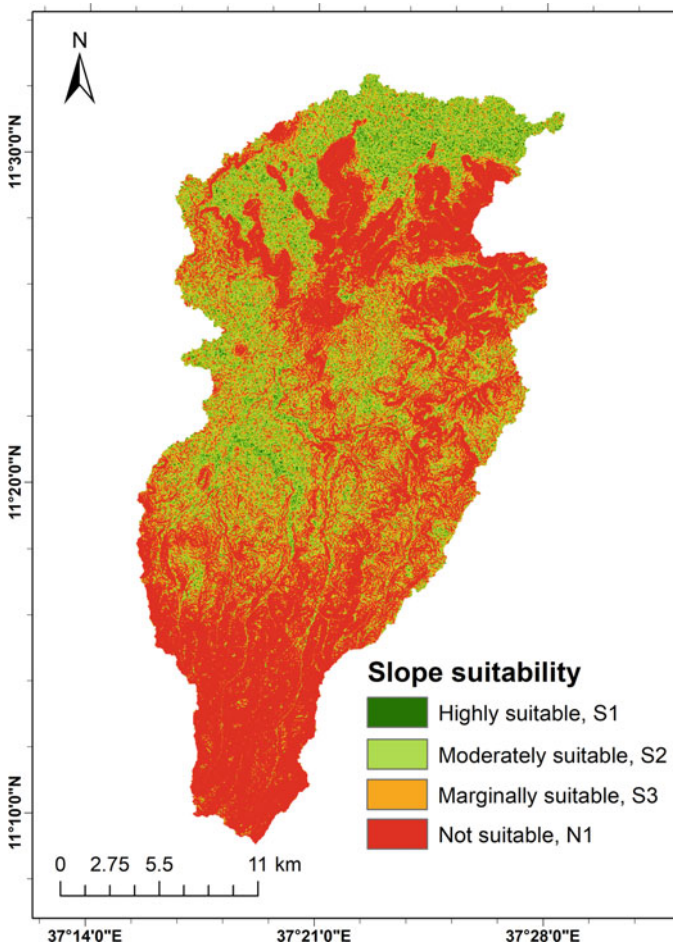 N
11°30'0"N
11°20'0"N
11°10'0"N
Slope suitability
Highly suitable, S1
Moderately suitable, S2
Marginally suitable, S3
Not suitable, N1
0 2.75 5.5 11 km
37°14'0"E 37°21'0"E 37°28'0"E